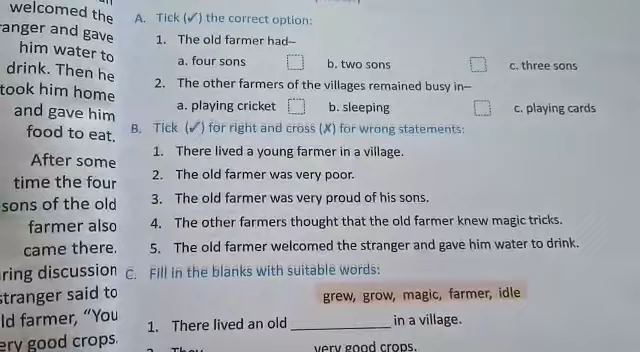 welcomed the
anger and gave
him water to
drink. Then he
took him home
and gave him
food to eat.
After some
time the four
sons of the old
farmer also
came there.
ring discussion
stranger said to
ld farmer, "You
ery good crops.
A. Tick (✓) the correct option:
1. The old farmer had–
a. four sons b. two sons c. three sons
2. The other farmers of the villages remained busy in–
a. playing cricket b. sleeping c. playing cards
B. Tick (✓) for right and cross (✗) for wrong statements:
1. There lived a young farmer in a village.
2. The old farmer was very poor.
3. The old farmer was very proud of his sons.
4. The other farmers thought that the old farmer knew magic tricks.
5. The old farmer welcomed the stranger and gave him water to drink.
C. Fill in the blanks with suitable words:
grew, grow, magic, farmer, idle
1. There lived an old ____________ in a village.
2. They very good crops.